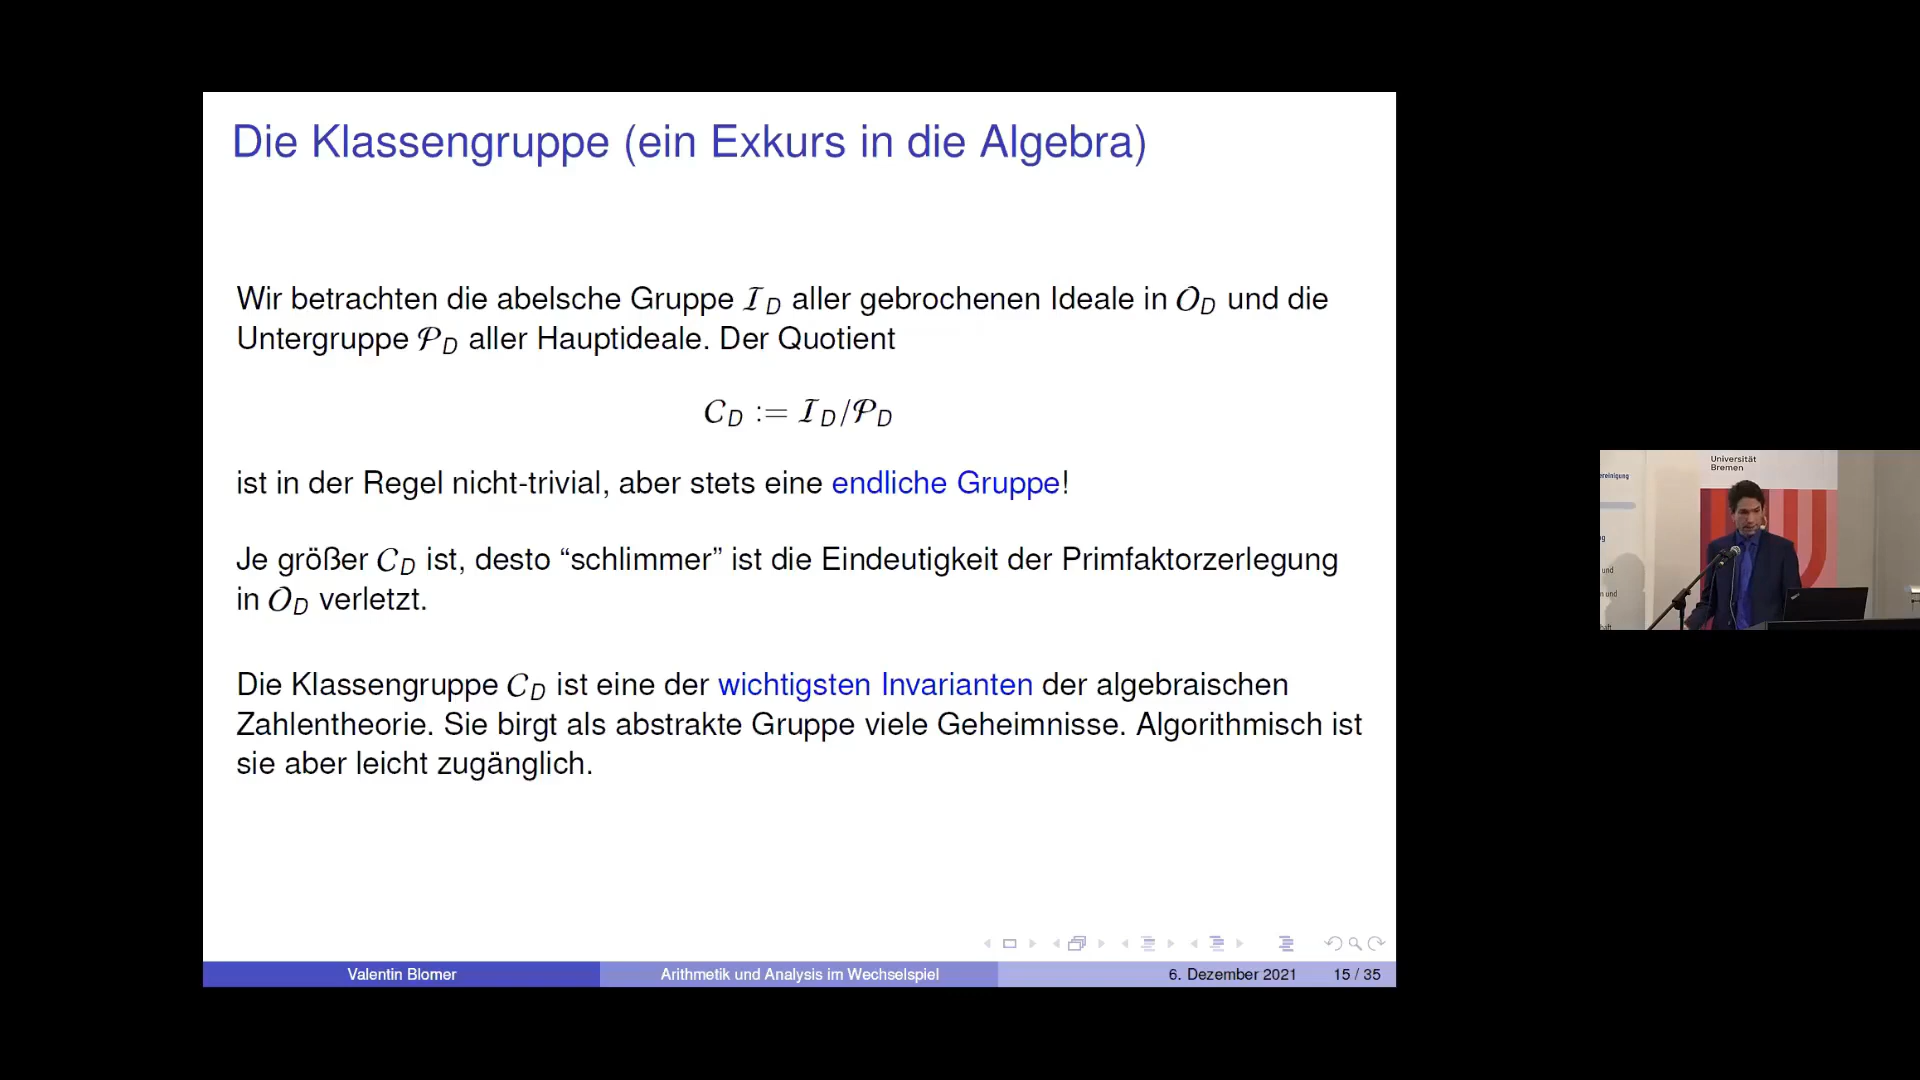 Die Klassengruppe (ein Exkurs in die Algebra)
Wir betrachten die abelsche Gruppe 𝓘_D aller gebrochenen Ideale in 𝓞_D und die
Untergruppe 𝓟_D aller Hauptideale. Der Quotient
𝓒_D := 𝓘_D/𝓟_D
ist in der Regel nicht-trivial, aber stets eine endliche Gruppe!
Je größer 𝓒_D ist, desto “schlimmer” ist die Eindeutigkeit der Primfaktorzerlegung
in 𝓞_D verletzt.
Die Klassengruppe 𝓒_D ist eine der wichtigsten Invarianten der algebraischen
Zahlentheorie. Sie birgt als abstrakte Gruppe viele Geheimnisse. Algorithmisch ist
sie aber leicht zugänglich.
Valentin Blomer
Arithmetik und Analysis im Wechselspiel
6. Dezember 2021
15 / 35
Universität
Bremen
ereinigung
und
n und